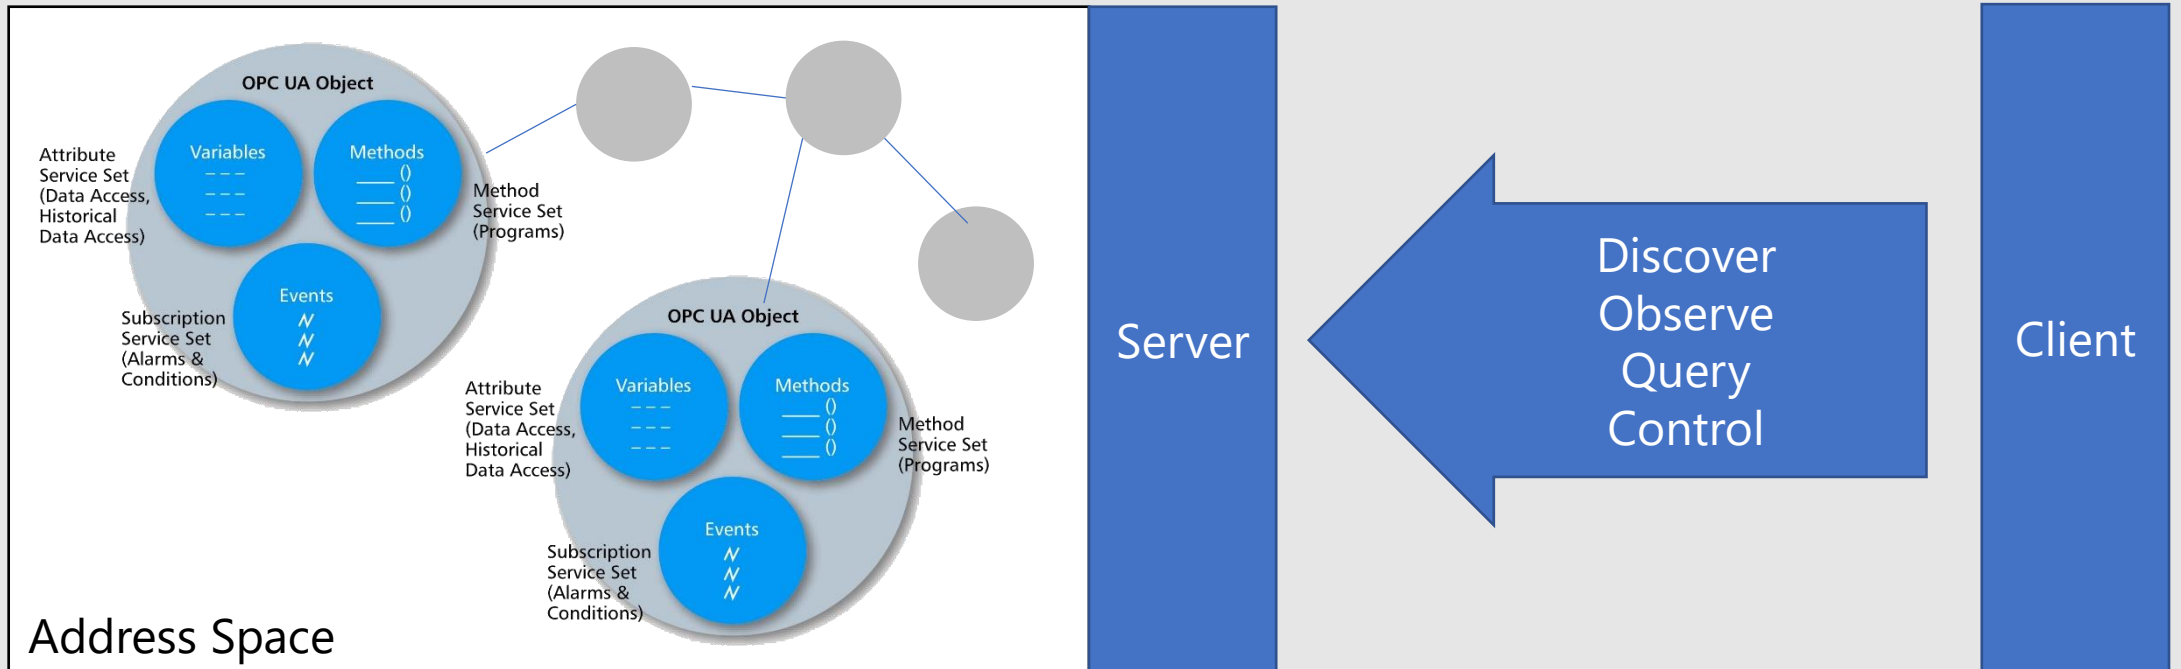 OPC UA Object
Variables
Methods
()
()
()
Attribute
Service Set
(Data Access,
Historical
Data Access)
Method
Service Set
(Programs)
Events
Subscription
Service Set
(Alarms &
Conditions)
OPC UA Object
Variables
Methods
()
()
()
Attribute
Service Set
(Data Access,
Historical
Data Access)
Method
Service Set
(Programs)
Events
Subscription
Service Set
(Alarms &
Conditions)
Address Space
Server
Discover
Observe
Query
Control
Client